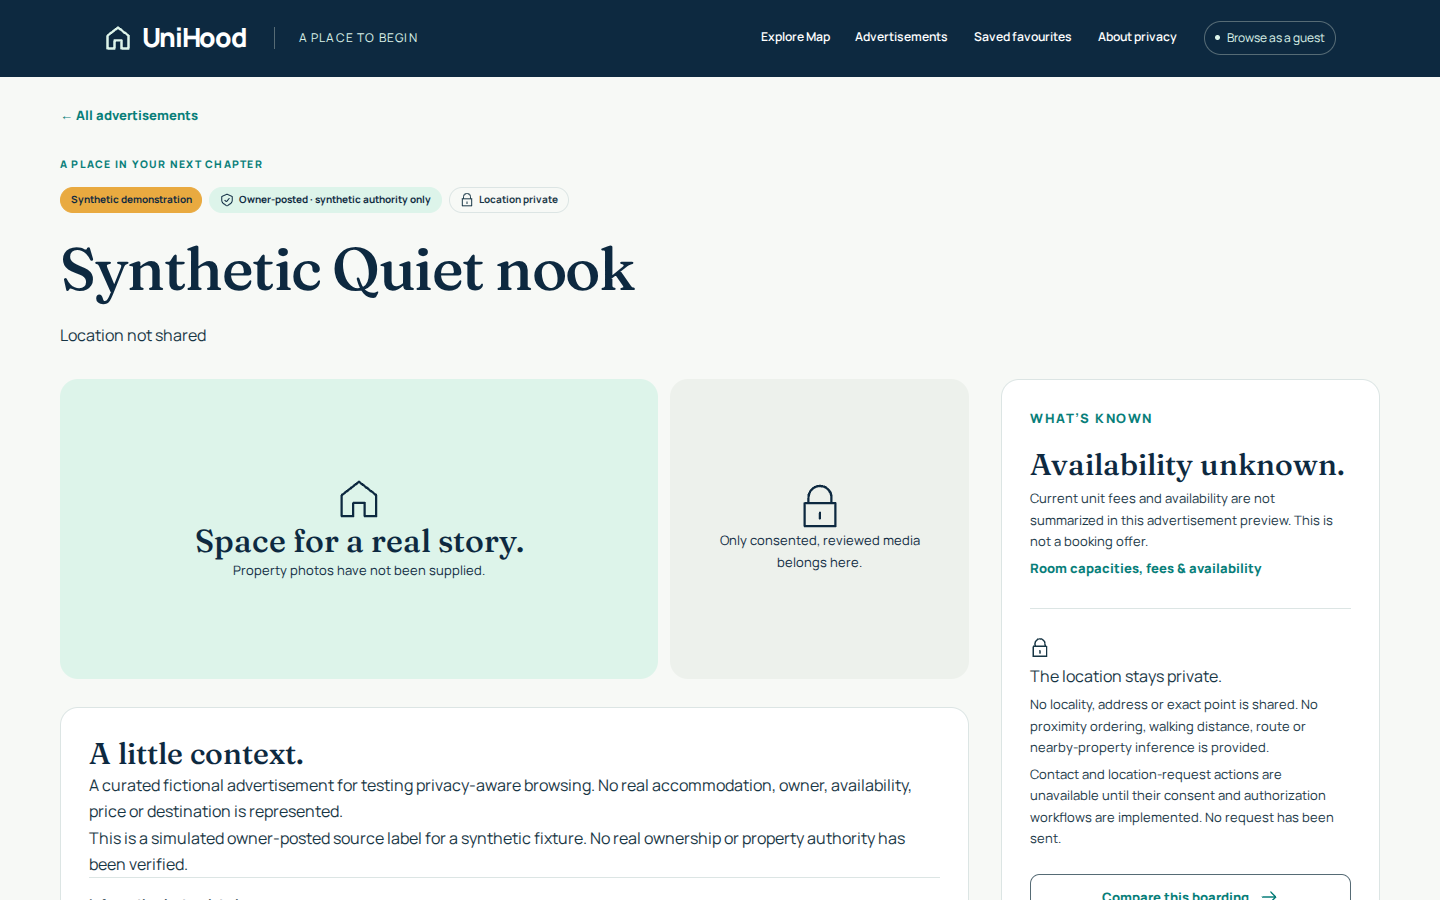 UniHood
A PLACE TO BEGIN
Explore Map
Advertisements
Saved favourites
About privacy
Browse as a guest
← All advertisements
A PLACE IN YOUR NEXT CHAPTER
Synthetic demonstration
Owner-posted · synthetic authority only
Location private
Synthetic Quiet nook
Location not shared
Space for a real story.
Property photos have not been supplied.
Only consented, reviewed media
belongs here.
A little context.
A curated fictional advertisement for testing privacy-aware browsing. No real accommodation, owner, availability,
price or destination is represented.
This is a simulated owner-posted source label for a synthetic fixture. No real ownership or property authority has
been verified.
WHAT'S KNOWN
Availability unknown.
Current unit fees and availability are not
summarized in this advertisement preview. This is
not a booking offer.
Room capacities, fees & availability
The location stays private.
No locality, address or exact point is shared. No
proximity ordering, walking distance, route or
nearby-property inference is provided.
Contact and location-request actions are
unavailable until their consent and authorization
workflows are implemented. No request has been
sent.
Compare this boarding →